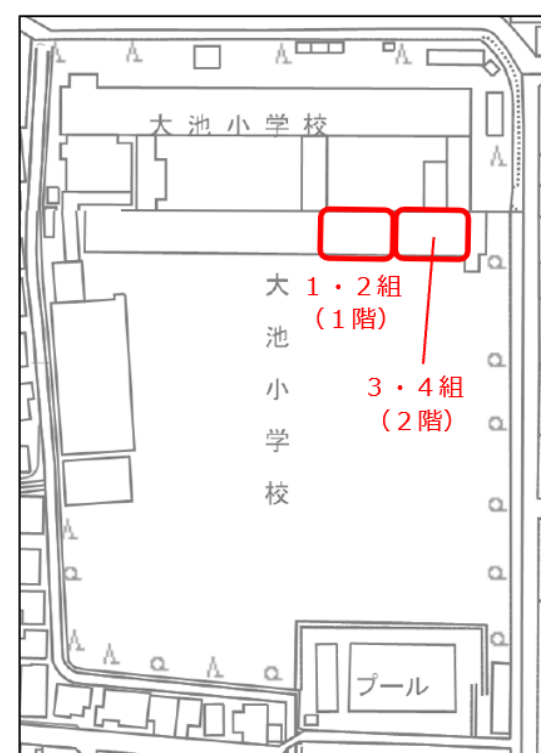 大池小学校
大池小学校
1・2組
(1階)
3・4組
(2階)
プール